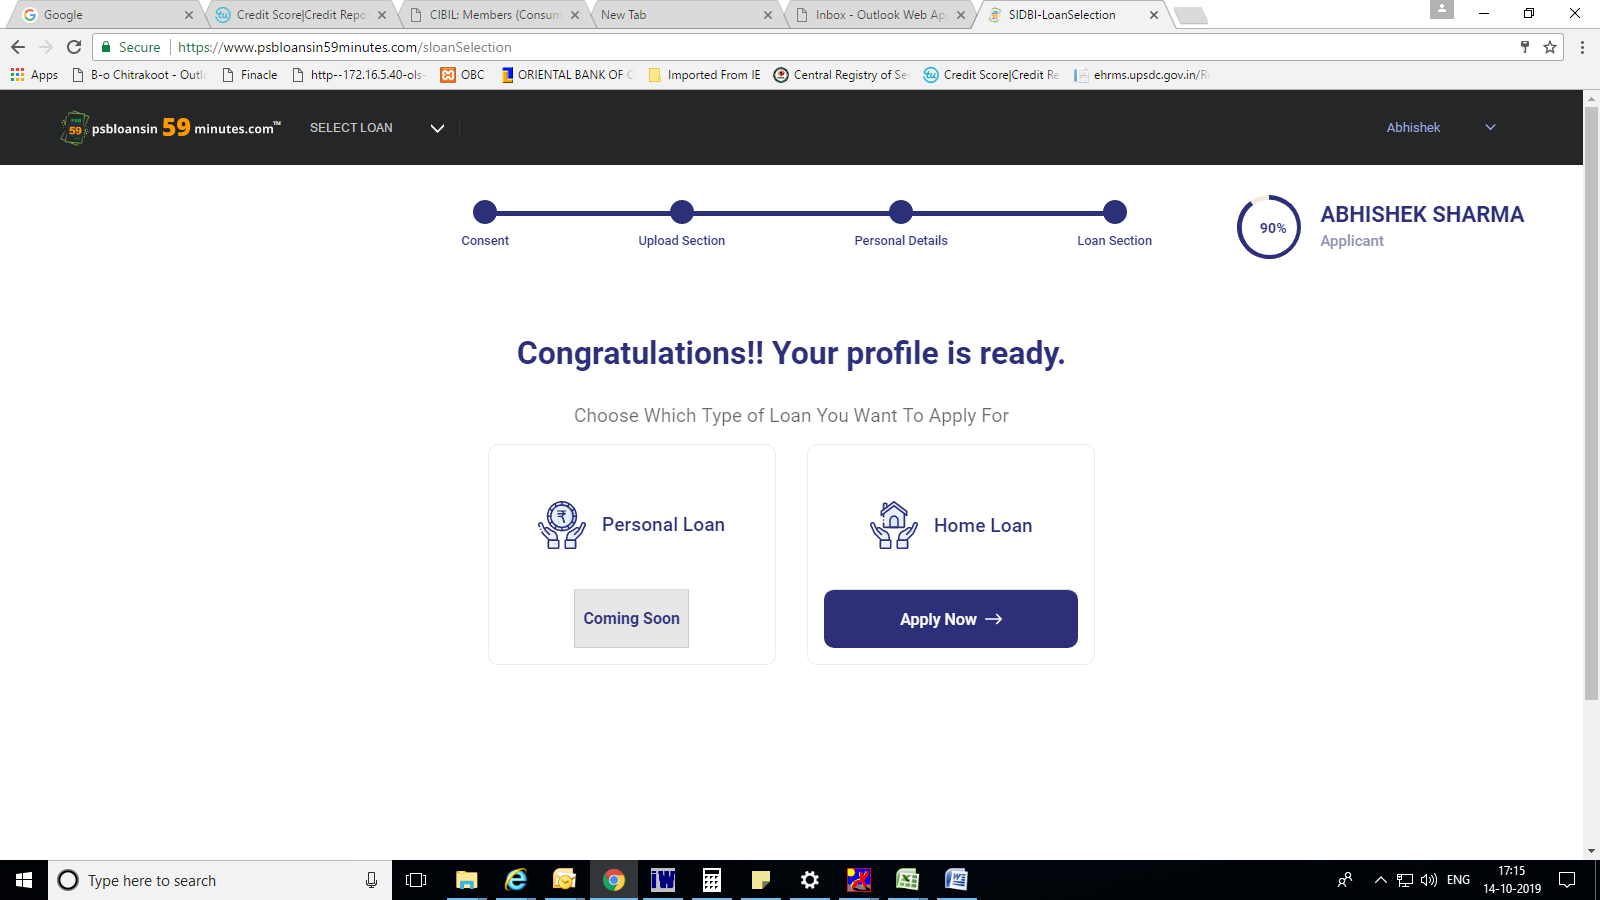 Google
Credit Score|Credit Repo
CIBIL: Members (Consum
New Tab
Inbox - Outlook Web Ap
SIDBI-LoanSelection
Secure
https://www.psbloansin59minutes.com/sloanSelection
Apps
B-o Chitrakoot - Outlo
Finacle
http--172.16.5.40-ols-
OBC
ORIENTAL BANK OF C
Imported From IE
Central Registry of Se
Credit Score|Credit Re
ehrms.upsdc.gov.in/R
psbloansin 59 minutes.com™
SELECT LOAN
Abhishek
Consent
Upload Section
Personal Details
Loan Section
90%
ABHISHEK SHARMA
Applicant
Congratulations!! Your profile is ready.
Choose Which Type of Loan You Want To Apply For
Personal Loan
Coming Soon
Home Loan
Apply Now →
Type here to search
ENG
17:15
14-10-2019